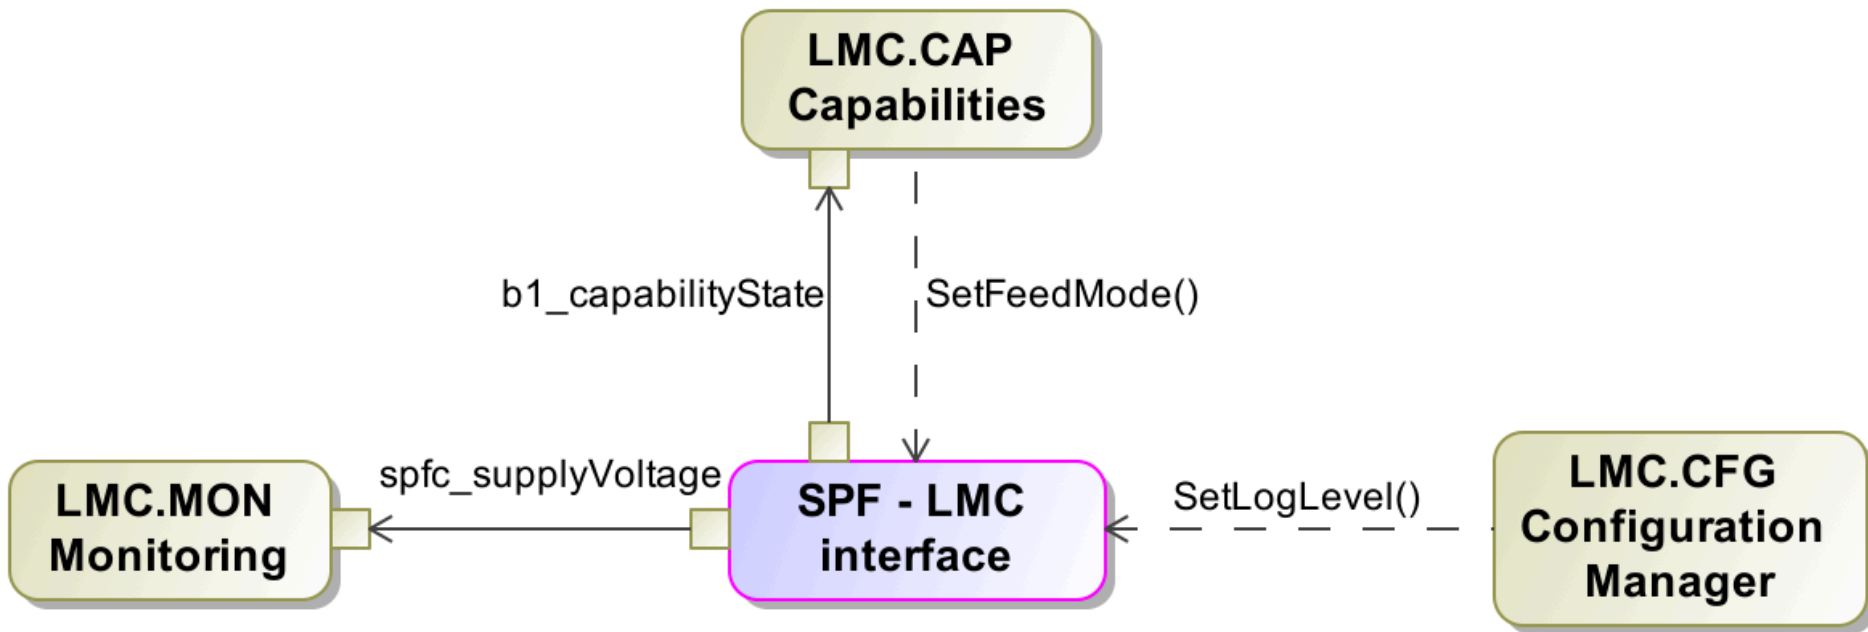 LMC.CAP
Capabilities
b1_capabilityState
SetFeedMode()
spfc_supplyVoltage
LMC.MON
Monitoring
SPF - LMC
interface
SetLogLevel()
LMC.CFG
Configuration
Manager